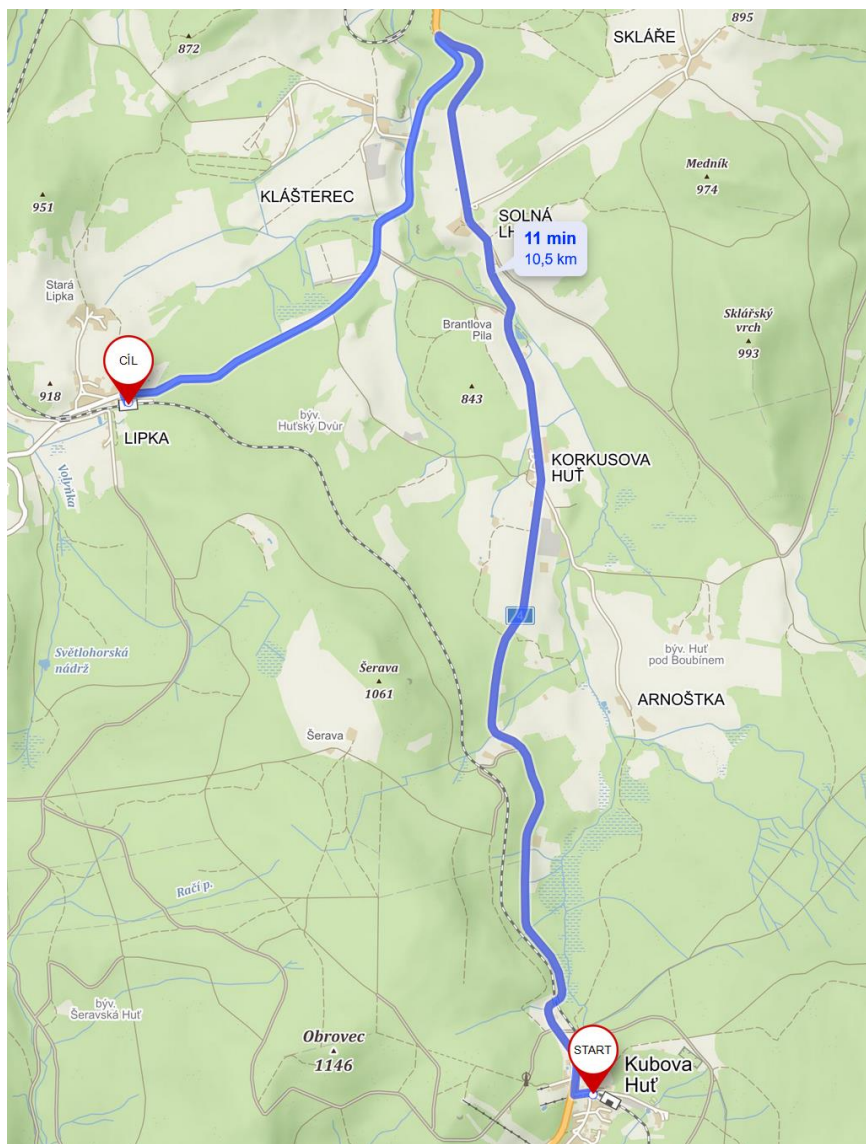 872
SKLÁŘE
895
951
KLÁŠTEREC
Medník
974
SOLNÁ
LH
11 min
10,5 km
Stará
Lipka
Brantlova
Pila
Sklářský
vrch
993
CÍL
918
843
býv.
Huťský Dvůr
LIPKA
Volyňka
KORKUSOVA
HUŤ
Světlohorská
nádrž
Šerava
1061
býv. Huť
pod Boubínem
ARNOŠTKA
Šerava
Račí p.
býv.
Šeravská Huť
Obrovec
1146
START
Kubova
Huť